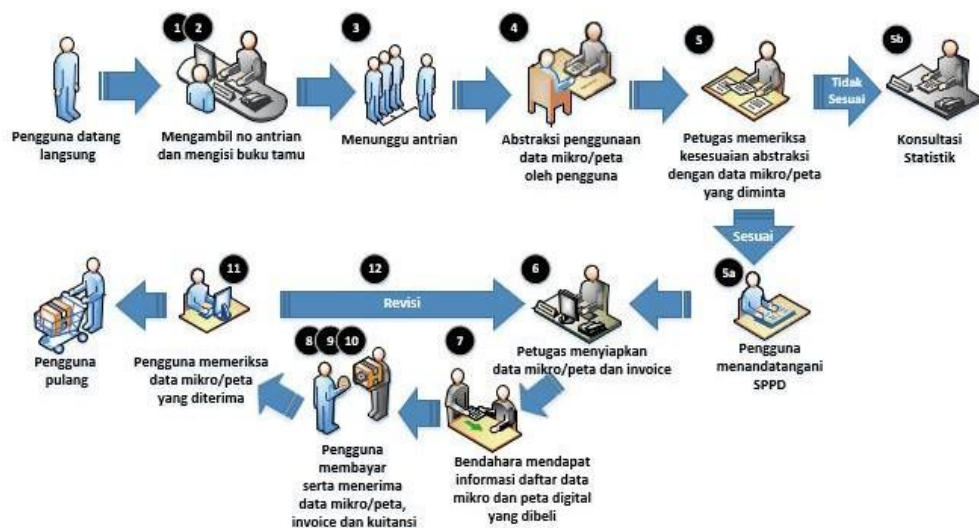 1 2
3
4
5
5b
Pengguna datang
langsung
Mengambil no antrian
dan mengisi buku tamu
Menunggu antrian
Abstraksi penggunaan
data mikro/peta
oleh pengguna
Petugas memeriksa
kesesuaian abstraksi
dengan data mikro/peta
yang diminta
Tidak
Sesuai
Konsultasi
Statistik
Sesuai
5a
Pengguna
menandatangani
SPPD
6
Petugas menyiapkan
data mikro/peta dan invoice
7
Bendahara mendapat
informasi daftar data
mikro dan peta digital
yang dibeli
8 9 10
Pengguna
membayar
serta menerima
data mikro/peta,
invoice dan kuitansi
11
Pengguna memeriksa
data mikro/peta
yang diterima
12
Revisi
Pengguna
pulang